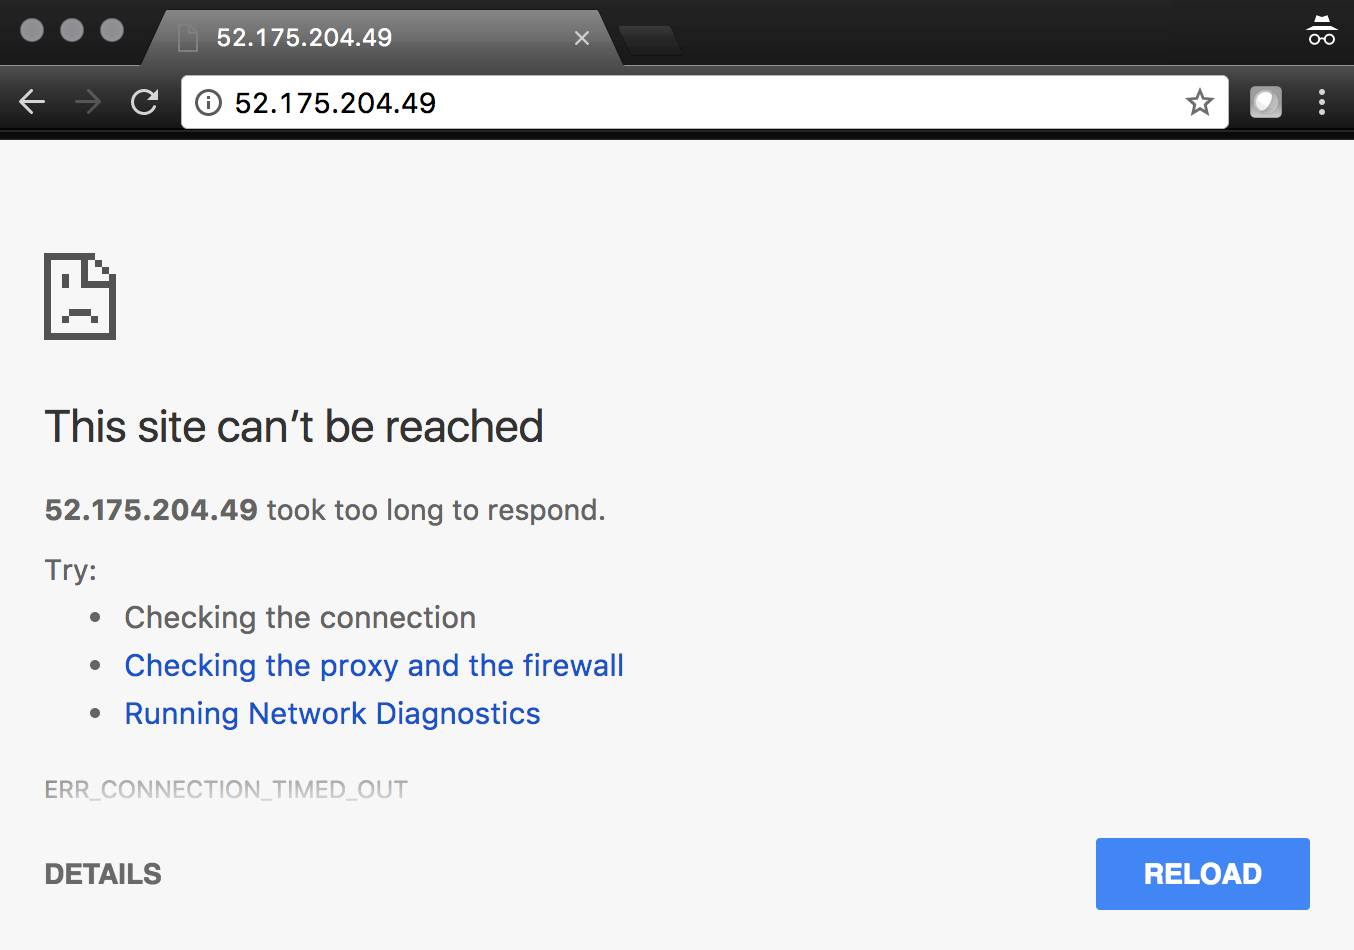 52.175.204.49
52.175.204.49
This site can’t be reached
52.175.204.49 took too long to respond.
Try:
• Checking the connection
• Checking the proxy and the firewall
• Running Network Diagnostics
ERR_CONNECTION_TIMED_OUT
DETAILS
RELOAD